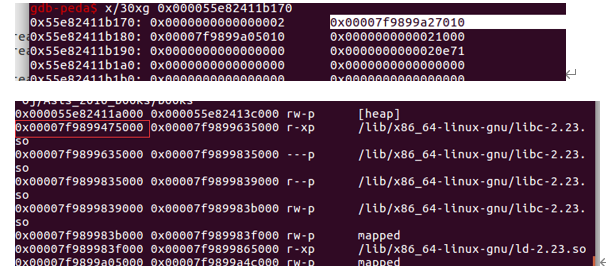 gdb-peda$ x/30xg 0x000055e82411b170
0x55e82411b170: 0x0000000000000002 0x00007f9899a27010
0x55e82411b180: 0x00007f9899a05010 0x0000000000021000
0x55e82411b190: 0x0000000000000000 0x0000000000020e71
0x55e82411b1a0: 0x0000000000000000 0x0000000000000000
0x55e82411b1b0: 0x0000000000000000 0x0000000000000000
0x000055e82411a000 0x000055e82413c000 rw-p [heap]
0x00007f9899475000 0x00007f9899635000 r-xp /lib/x86_64-linux-gnu/libc-2.23.
so
0x00007f9899635000 0x00007f9899835000 ---p /lib/x86_64-linux-gnu/libc-2.23.
so
0x00007f9899835000 0x00007f9899839000 r--p /lib/x86_64-linux-gnu/libc-2.23.
so
0x00007f9899839000 0x00007f989983b000 rw-p /lib/x86_64-linux-gnu/libc-2.23.
so
0x00007f989983b000 0x00007f989983f000 rw-p mapped
0x00007f989983f000 0x00007f9899865000 r-xp /lib/x86_64-linux-gnu/ld-2.23.so
0x00007f9899a05000 0x00007f9899a4c000 rw-p mapped